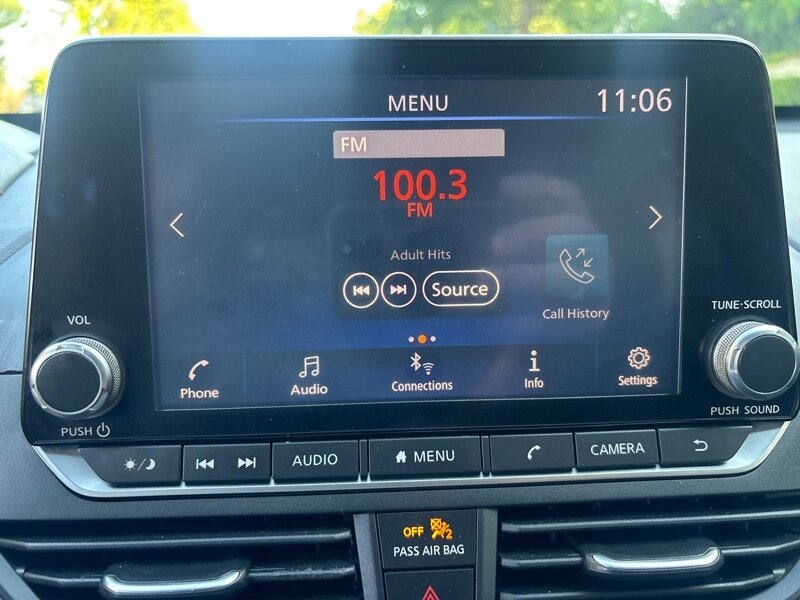 MENU
11:06
FM
100.3
FM
Adult Hits
Source
Call History
Phone
Audio
Connections
Info
Settings
VOL
PUSH
TUNE·SCROLL
PUSH SOUND
AUDIO
MENU
CAMERA
OFF 2
PASS AIR BAG